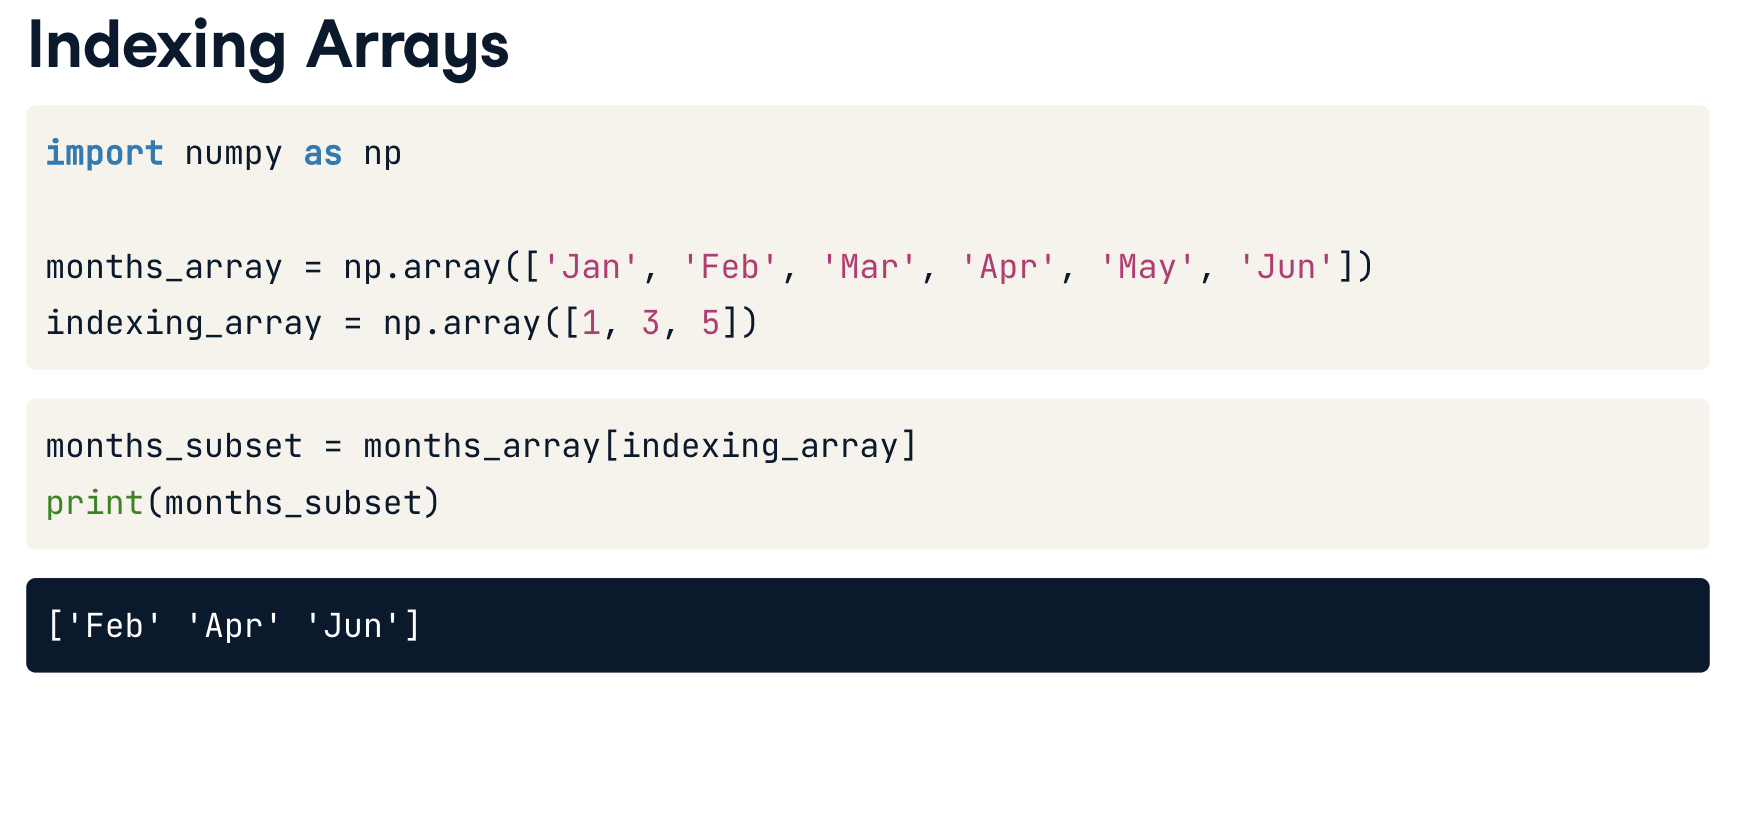 Indexing Arrays
import numpy as np
months_array = np.array(['Jan', 'Feb', 'Mar', 'Apr', 'May', 'Jun'])
indexing_array = np.array([1, 3, 5])
months_subset = months_array[indexing_array]
print(months_subset)
['Feb' 'Apr' 'Jun']